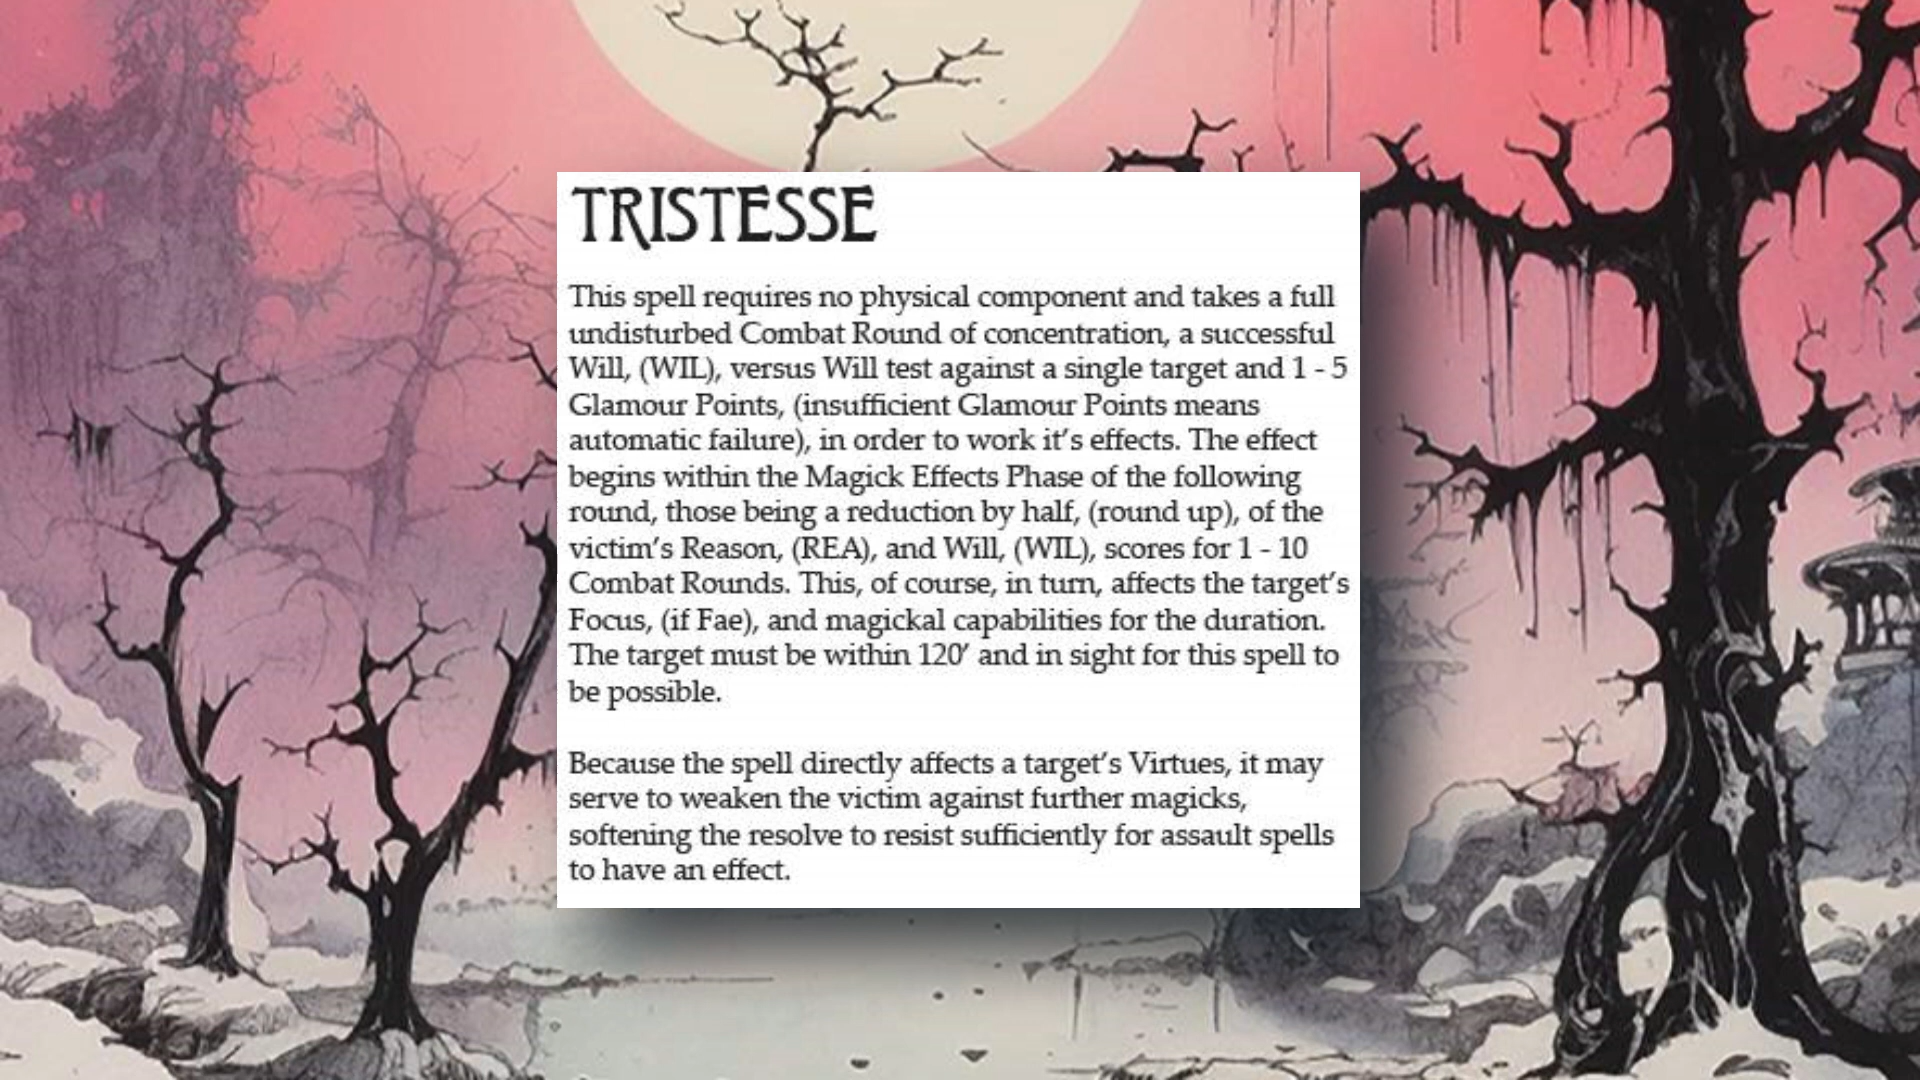 TRISTESSE
This spell requires no physical component and takes a full
undisturbed Combat Round of concentration, a successful
Will, (WIL), versus Will test against a single target and 1 - 5
Glamour Points, (insufficient Glamour Points means
automatic failure), in order to work it's effects. The effect
begins within the Magick Effects Phase of the following
round, those being a reduction by half, (round up), of the
victim's Reason, (REA), and Will, (WIL), scores for 1 - 10
Combat Rounds. This, of course, in turn, affects the target's
Focus, (if Fae), and magickal capabilities for the duration.
The target must be within 120' and in sight for this spell to
be possible.
Because the spell directly affects a target's Virtues, it may
serve to weaken the victim against further magicks,
softening the resolve to resist sufficiently for assault spells
to have an effect.